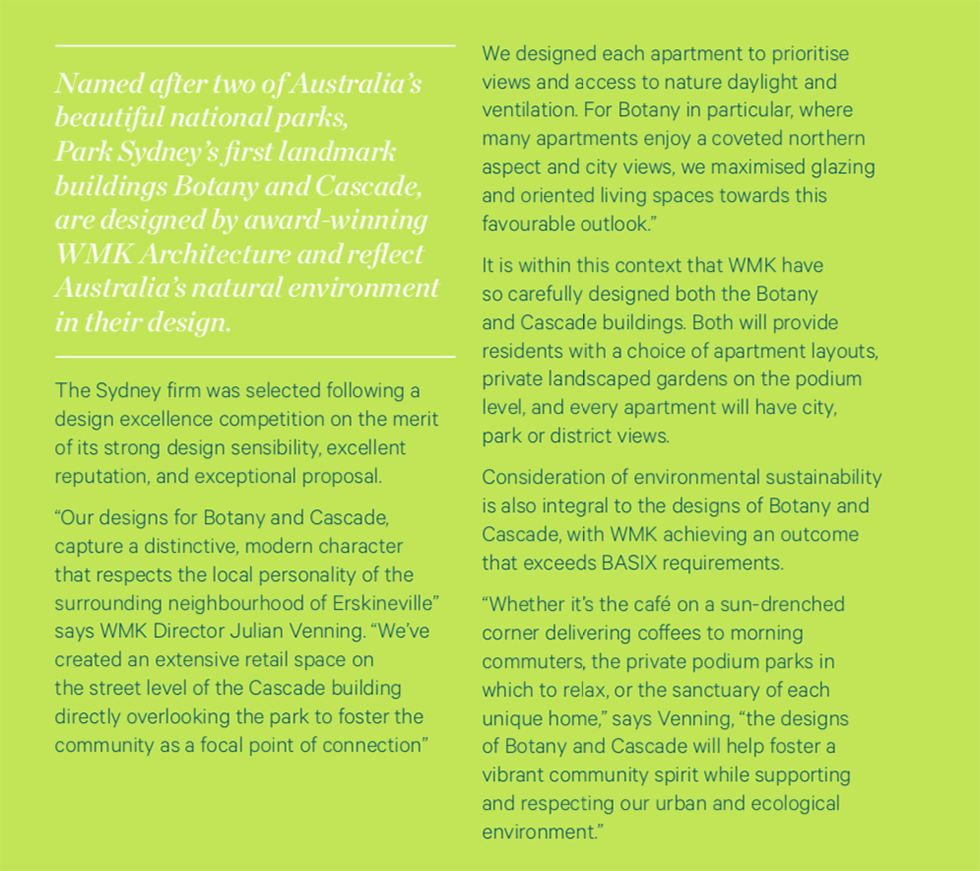 Named after two of Australia’s
beautiful national parks,
Park Sydney’s first landmark
buildings Botany and Cascade,
are designed by award-winning
WMK Architecture and reflect
Australia’s natural environment
in their design.
The Sydney firm was selected following a
design excellence competition on the merit
of its strong design sensibility, excellent
reputation, and exceptional proposal.
“Our designs for Botany and Cascade,
capture a distinctive, modern character
that respects the local personality of the
surrounding neighbourhood of Erskineville”
says WMK Director Julian Venning. “We’ve
created an extensive retail space on
the street level of the Cascade building
directly overlooking the park to foster the
community as a focal point of connection”
We designed each apartment to prioritise
views and access to nature daylight and
ventilation. For Botany in particular, where
many apartments enjoy a coveted northern
aspect and city views, we maximised glazing
and oriented living spaces towards this
favourable outlook.”
It is within this context that WMK have
so carefully designed both the Botany
and Cascade buildings. Both will provide
residents with a choice of apartment layouts,
private landscaped gardens on the podium
level, and every apartment will have city,
park or district views.
Consideration of environmental sustainability
is also integral to the designs of Botany and
Cascade, with WMK achieving an outcome
that exceeds BASIX requirements.
“Whether it’s the café on a sun-drenched
corner delivering coffees to morning
commuters, the private podium parks in
which to relax, or the sanctuary of each
unique home,” says Venning, “the designs
of Botany and Cascade will help foster a
vibrant community spirit while supporting
and respecting our urban and ecological
environment.”